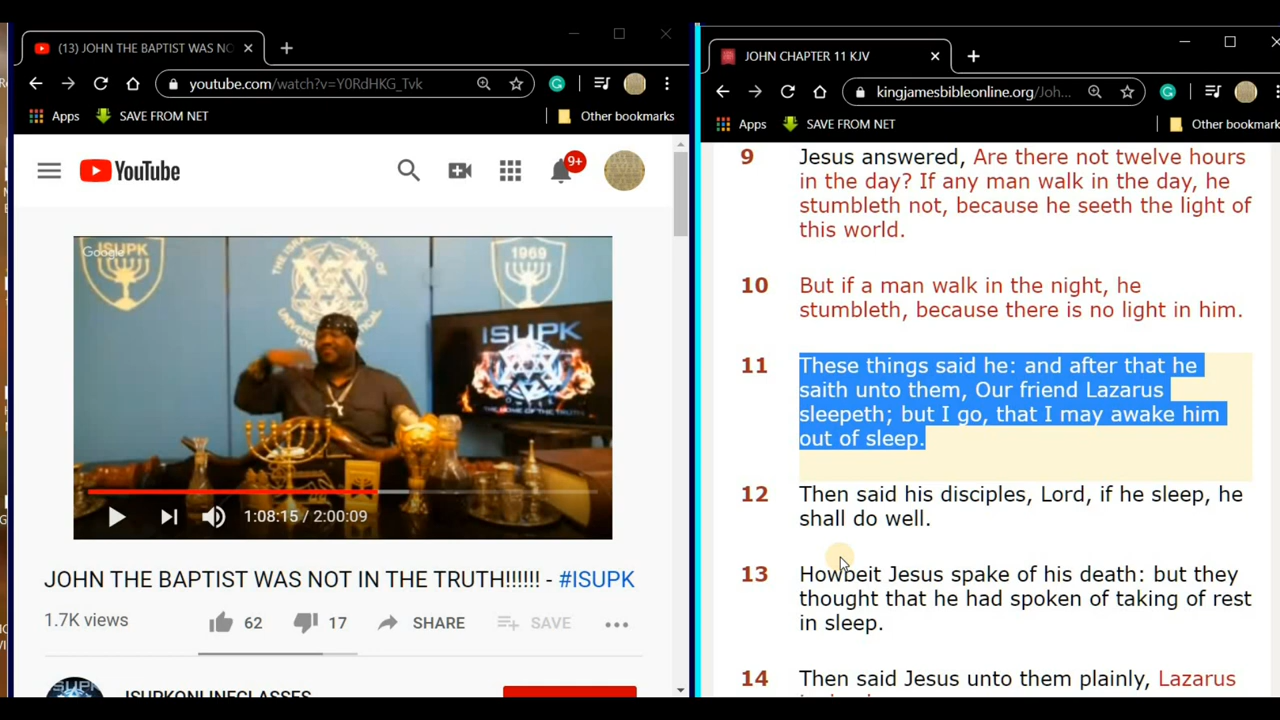 (13) JOHN THE BAPTIST WAS NO
youtube.com/watch?v=Y0RdHKG_Tvk
Apps
SAVE FROM NET
Other bookmarks
YouTube
9+
Google
ISUPK
1969
ISUPK
THE HOME OF THE TRUTH
1:08:15 / 2:00:09
JOHN THE BAPTIST WAS NOT IN THE TRUTH!!!!!! - #ISUPK
1.7K views
62
17
SHARE
SAVE
ISUPKONLINECLASSES
JOHN CHAPTER 11 KJV
kingjamesbibleonline.org/Joh...
Apps
SAVE FROM NET
Other bookmarks
9 Jesus answered, Are there not twelve hours
in the day? If any man walk in the day, he
stumbleth not, because he seeth the light of
this world.
10 But if a man walk in the night, he
stumbleth, because there is no light in him.
11 These things said he: and after that he
saith unto them, Our friend Lazarus
sleepeth; but I go, that I may awake him
out of sleep.
12 Then said his disciples, Lord, if he sleep, he
shall do well.
13 Howbeit Jesus spake of his death: but they
thought that he had spoken of taking of rest
in sleep.
14 Then said Jesus unto them plainly, Lazarus